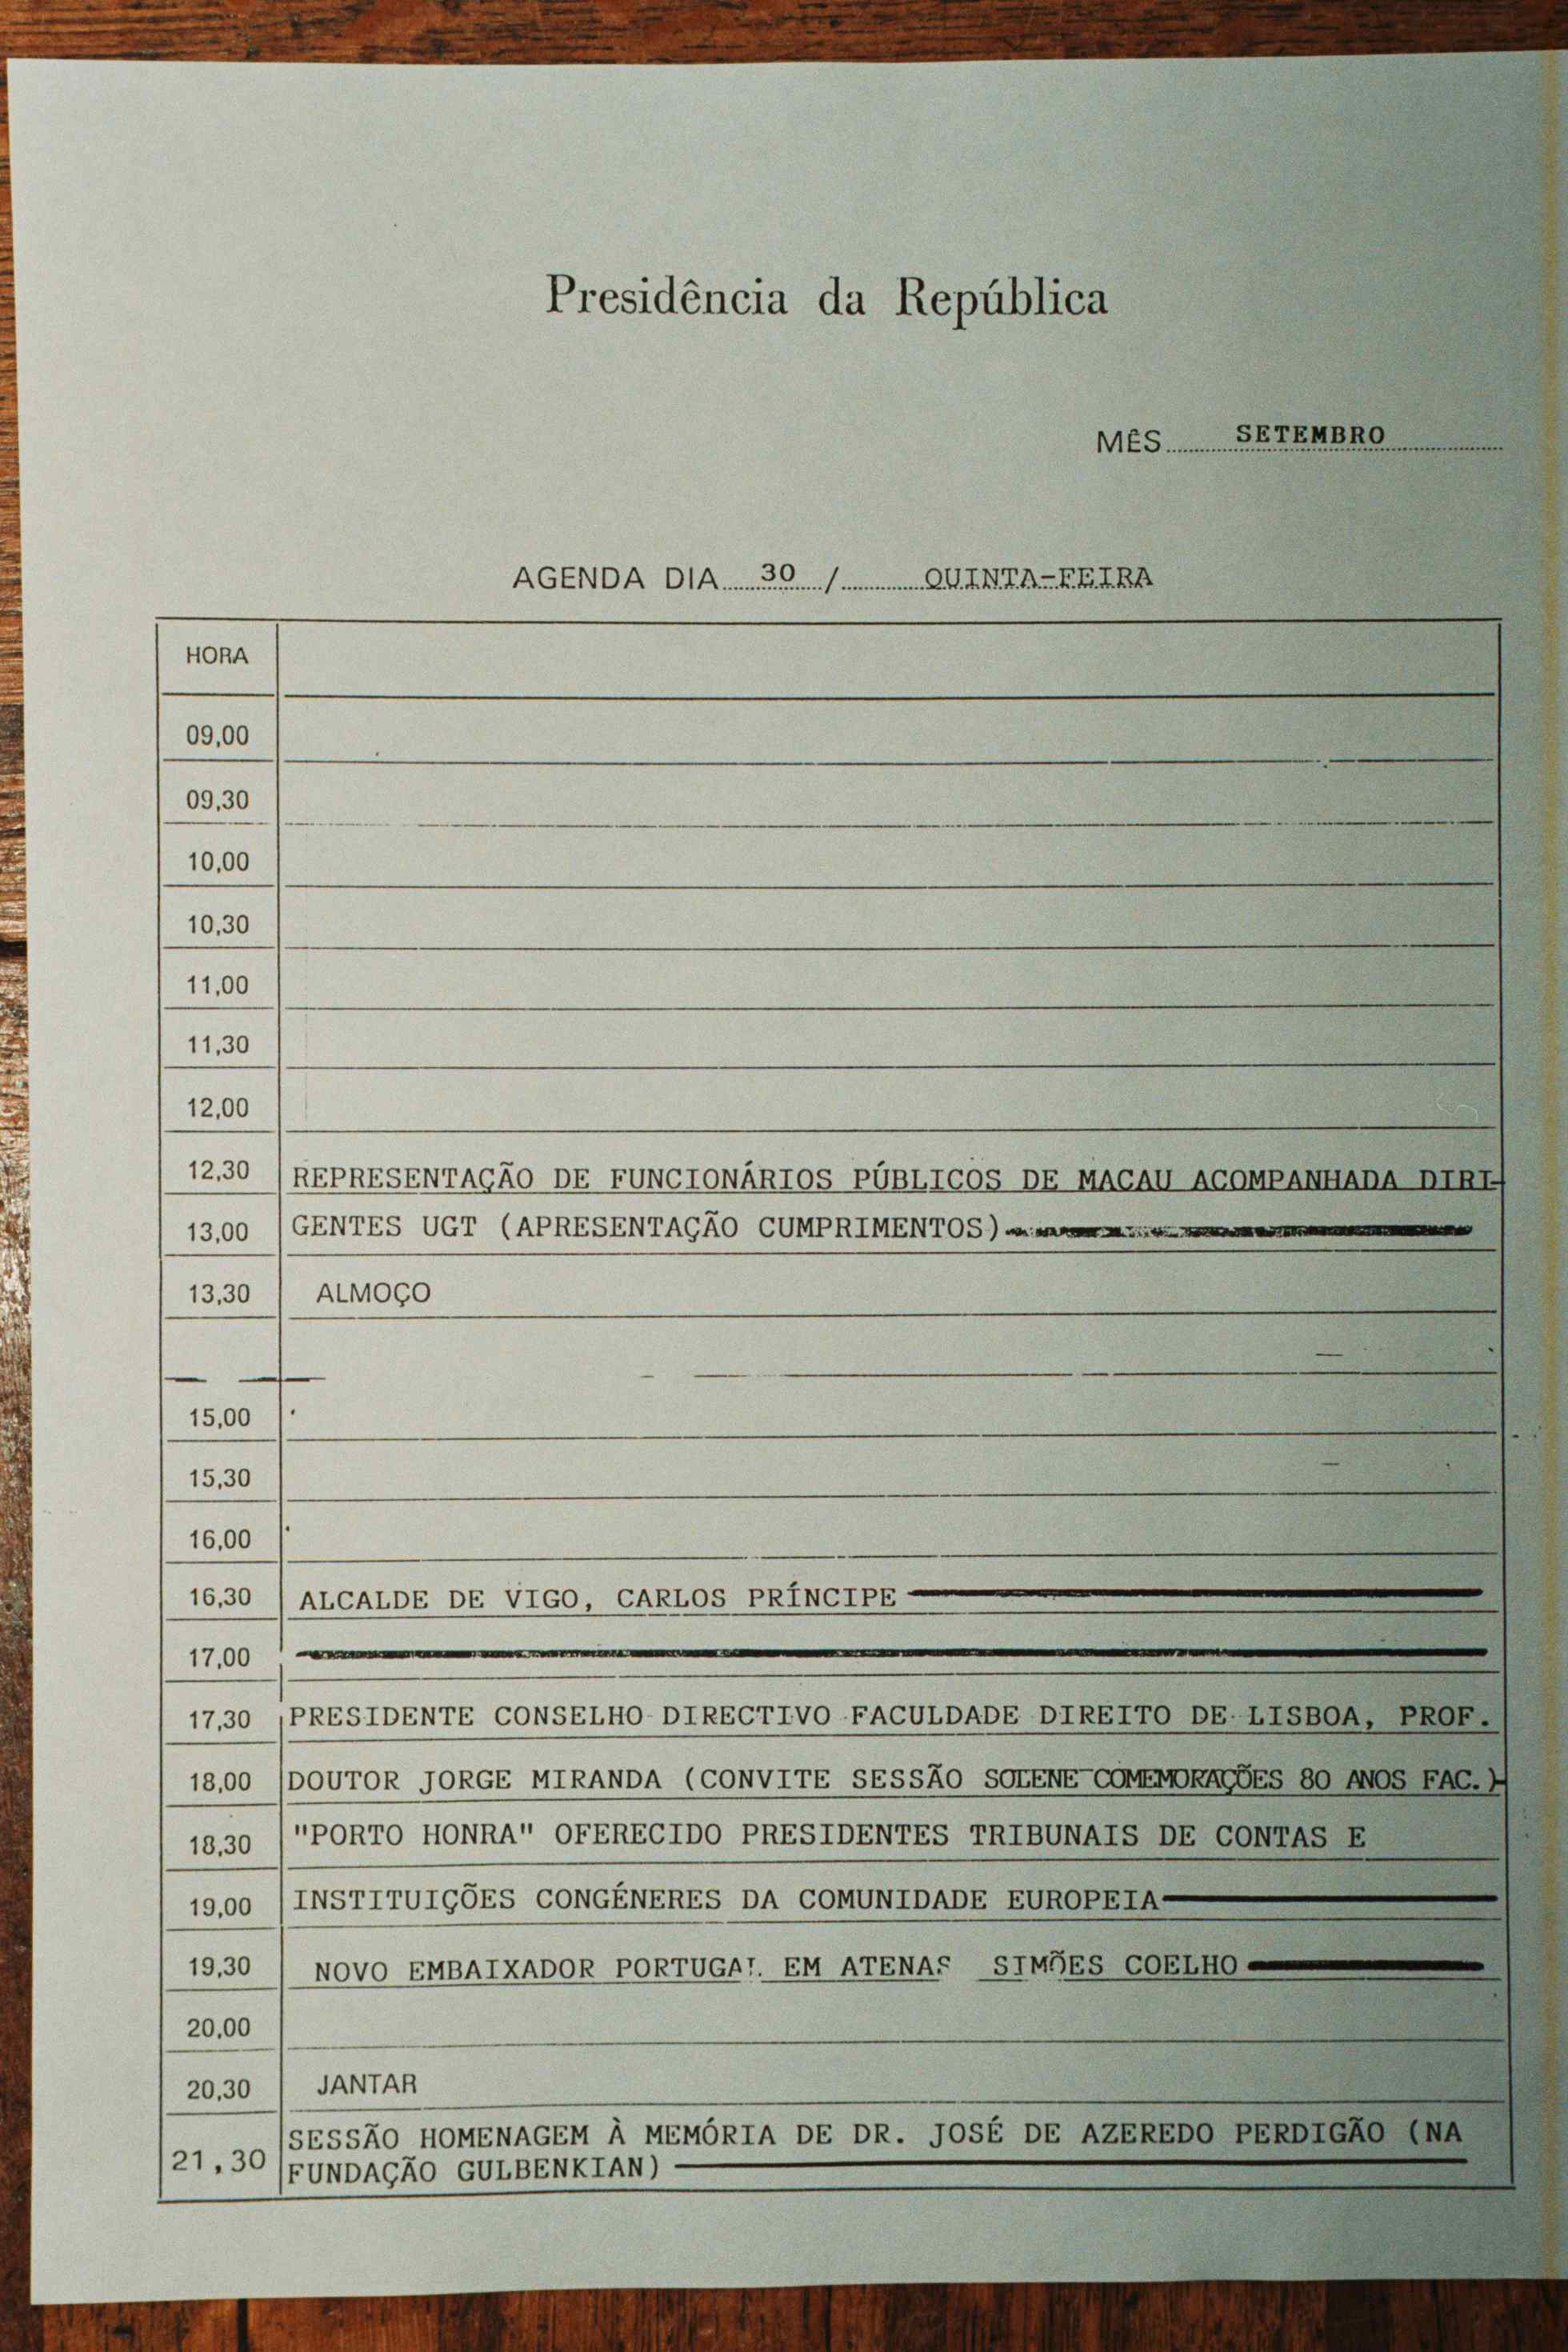 Presidência da República
MÊS SETEMBRO
AGENDA DIA 30 / QUINTA-FEIRA
HORA
09,00
09,30
10,00
10,30
11,00
11,30
12,00
12,30 REPRESENTAÇÃO DE FUNCIONÁRIOS PÚBLICOS DE MACAU ACOMPANHADA DIRI-
13,00 GENTES UGT (APRESENTAÇÃO CUMPRIMENTOS)
13,30 ALMOÇO
15,00
15,30
16,00
16,30 ALCALDE DE VIGO, CARLOS PRÍNCIPE
17,00
17,30 PRESIDENTE CONSELHO DIRECTIVO FACULDADE DIREITO DE LISBOA, PROF.
18,00 DOUTOR JORGE MIRANDA (CONVITE SESSÃO SOLENE COMEMORAÇÕES 80 ANOS FAC.)
18,30 "PORTO HONRA" OFERECIDO PRESIDENTES TRIBUNAIS DE CONTAS E
19,00 INSTITUIÇÕES CONGÉNERES DA COMUNIDADE EUROPEIA
19,30 NOVO EMBAIXADOR PORTUGAL EM ATENAS SIMÕES COELHO
20,00
20,30 JANTAR
21,30 SESSÃO HOMENAGEM À MEMÓRIA DE DR. JOSÉ DE AZEREDO PERDIGÃO (NA
FUNDAÇÃO GULBENKIAN)